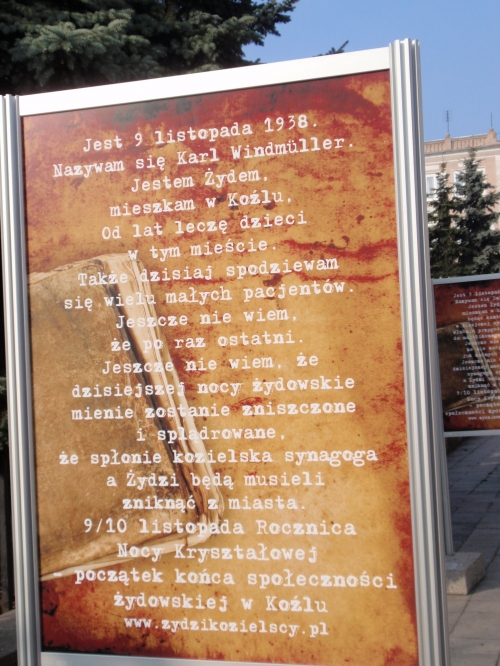 Jest 9 listopada 1938.
Nazywam się Karl Windmüller.
Jestem Żydem,
mieszkam w Koźlu,
Od lat leczę dzieci
w tym mieście.
Także dzisiaj spodziewam
się wielu małych pacjentów.
Jeszcze nie wiem,
że po raz ostatni.
Jeszcze nie wiem, że
dzisiejszej nocy żydowskie
mienie zostanie zniszczone
i splądrowane,
że spłonie kozielska synagoga
a Żydzi będą musieli
zniknąć z miasta.
9/10 listopada Rocznica
Nocy Kryształowej
- początek końca społeczności
żydowskiej w Koźlu
www.zydzikozielscy.pl